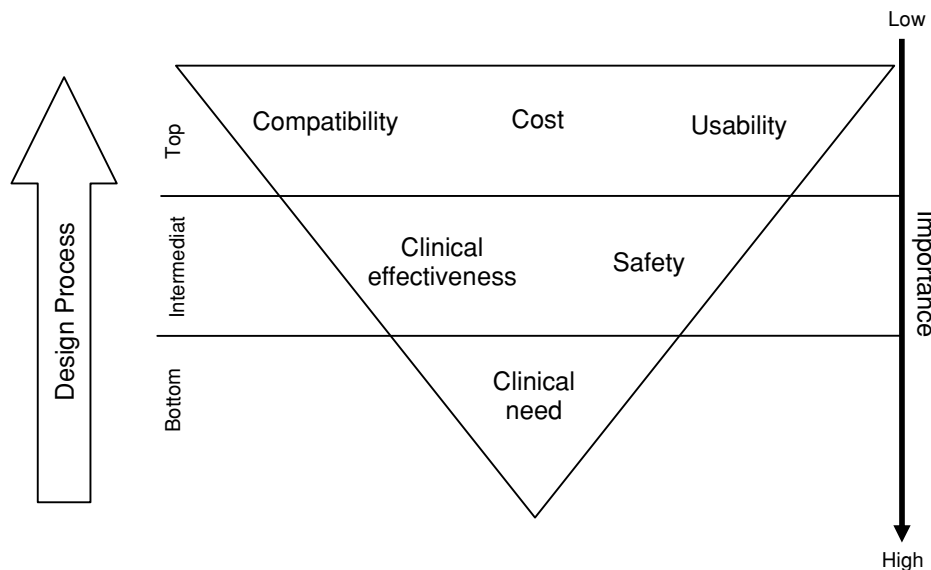 Low
Compatibility
Cost
Usability
Top
Clinical
effectiveness
Safety
Intermediat
Importance
Design Process
Clinical
need
Bottom
High